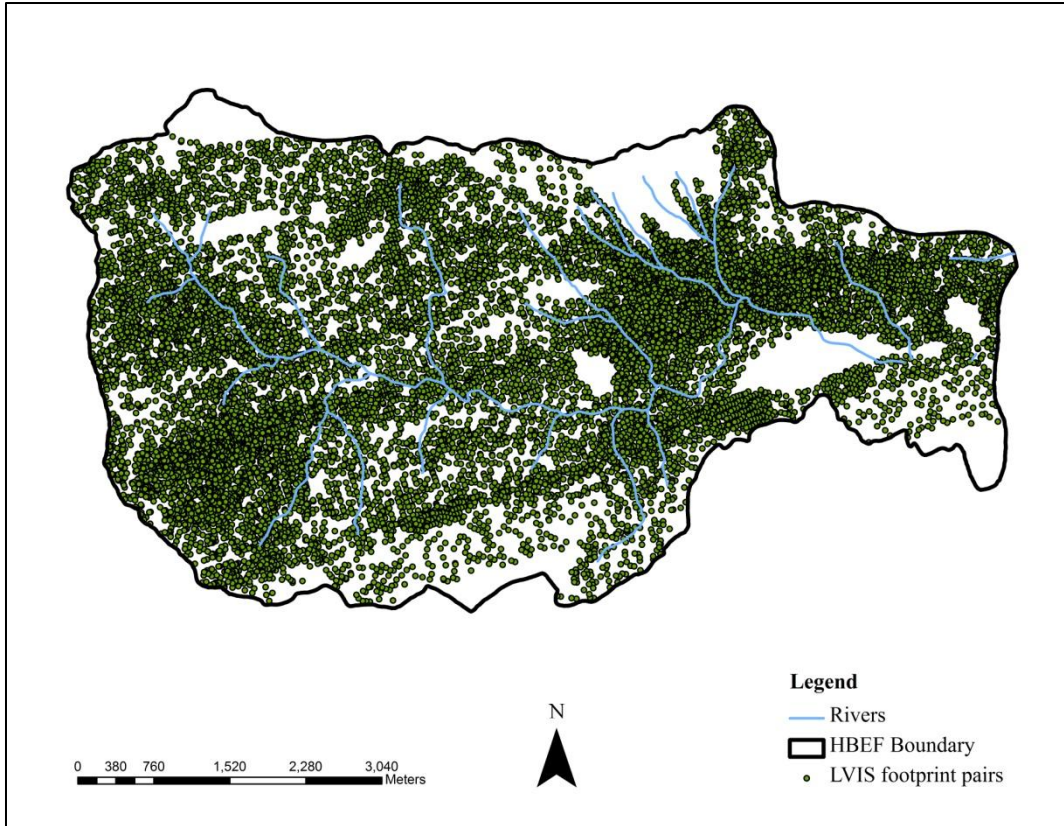 N
0 380 760 1,520 2,280 3,040
Meters
Legend
Rivers
HBEF Boundary
LVIS footprint pairs